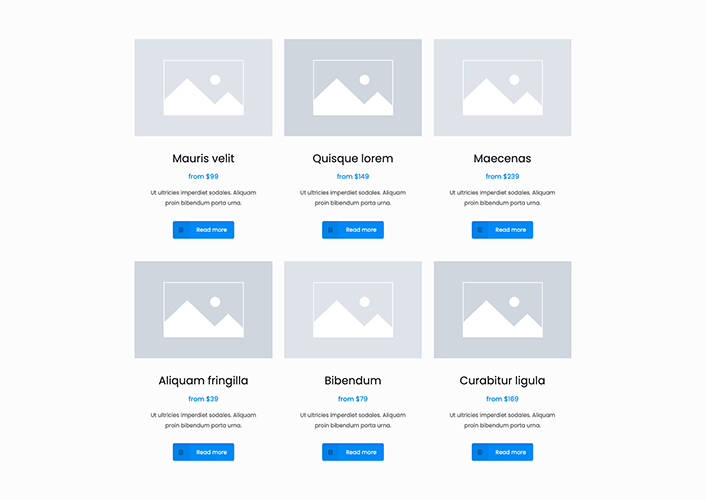 Mauris velit
from $99
Ut ultricies imperdiet sodales. Aliquam
proin bibendum porta urna.
Read more
Quisque lorem
from $149
Ut ultricies imperdiet sodales. Aliquam
proin bibendum porta urna.
Read more
Maecenas
from $239
Ut ultricies imperdiet sodales. Aliquam
proin bibendum porta urna.
Read more
Aliquam fringilla
from $39
Ut ultricies imperdiet sodales. Aliquam
proin bibendum porta urna.
Read more
Bibendum
from $79
Ut ultricies imperdiet sodales. Aliquam
proin bibendum porta urna.
Read more
Curabitur ligula
from $169
Ut ultricies imperdiet sodales. Aliquam
proin bibendum porta urna.
Read more